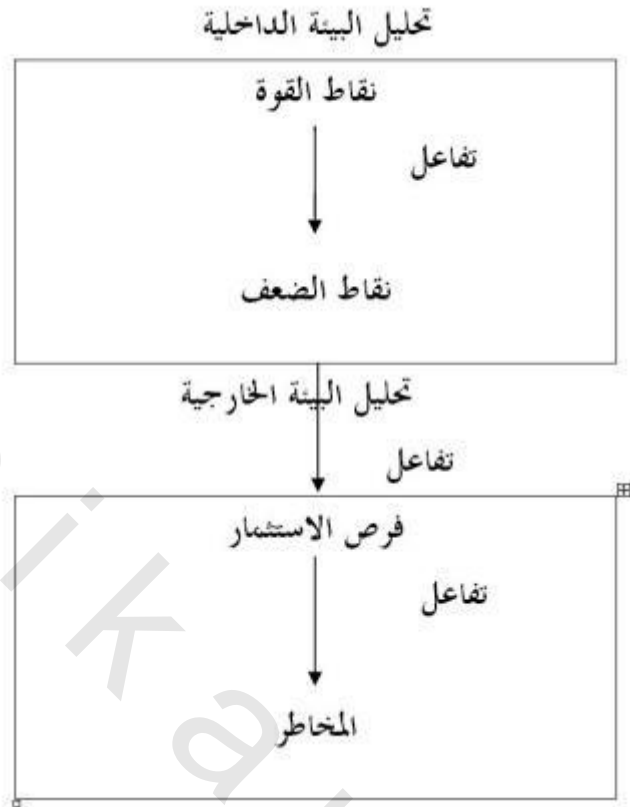 تحليل البيئة الداخلية
نقاط القوة
تفاعل
نقاط الضعف
تحليل البيئة الخارجية
تفاعل
فرص الاستثمار
تفاعل
المخاطر
i k a